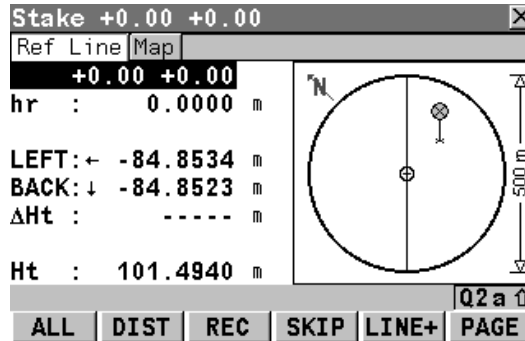 Stake +0.00 +0.00
Ref Line Map
+0.00 +0.00
hr : 0.0000 m
LEFT:← -84.8534 m
BACK:↓ -84.8523 m
ΔHt : ----- m
Ht : 101.4940 m
N
500 m
Q2a⇧
ALL DIST REC SKIP LINE+ PAGE